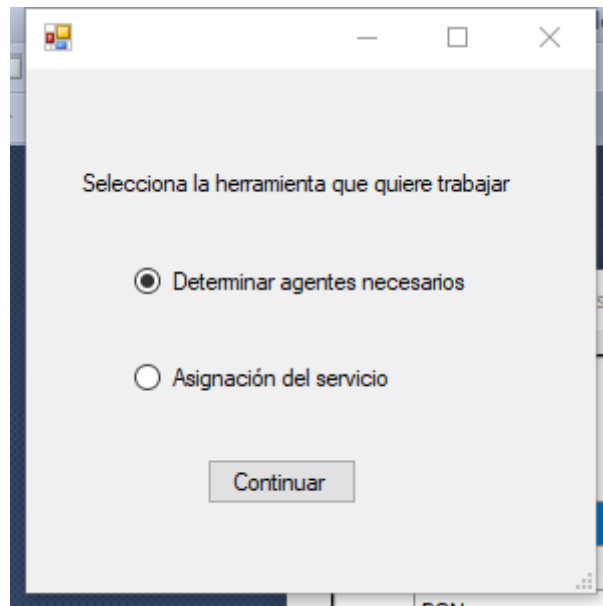 Selecciona la herramienta que quiere trabajar
Determinar agentes necesarios
Asignación del servicio
Continuar